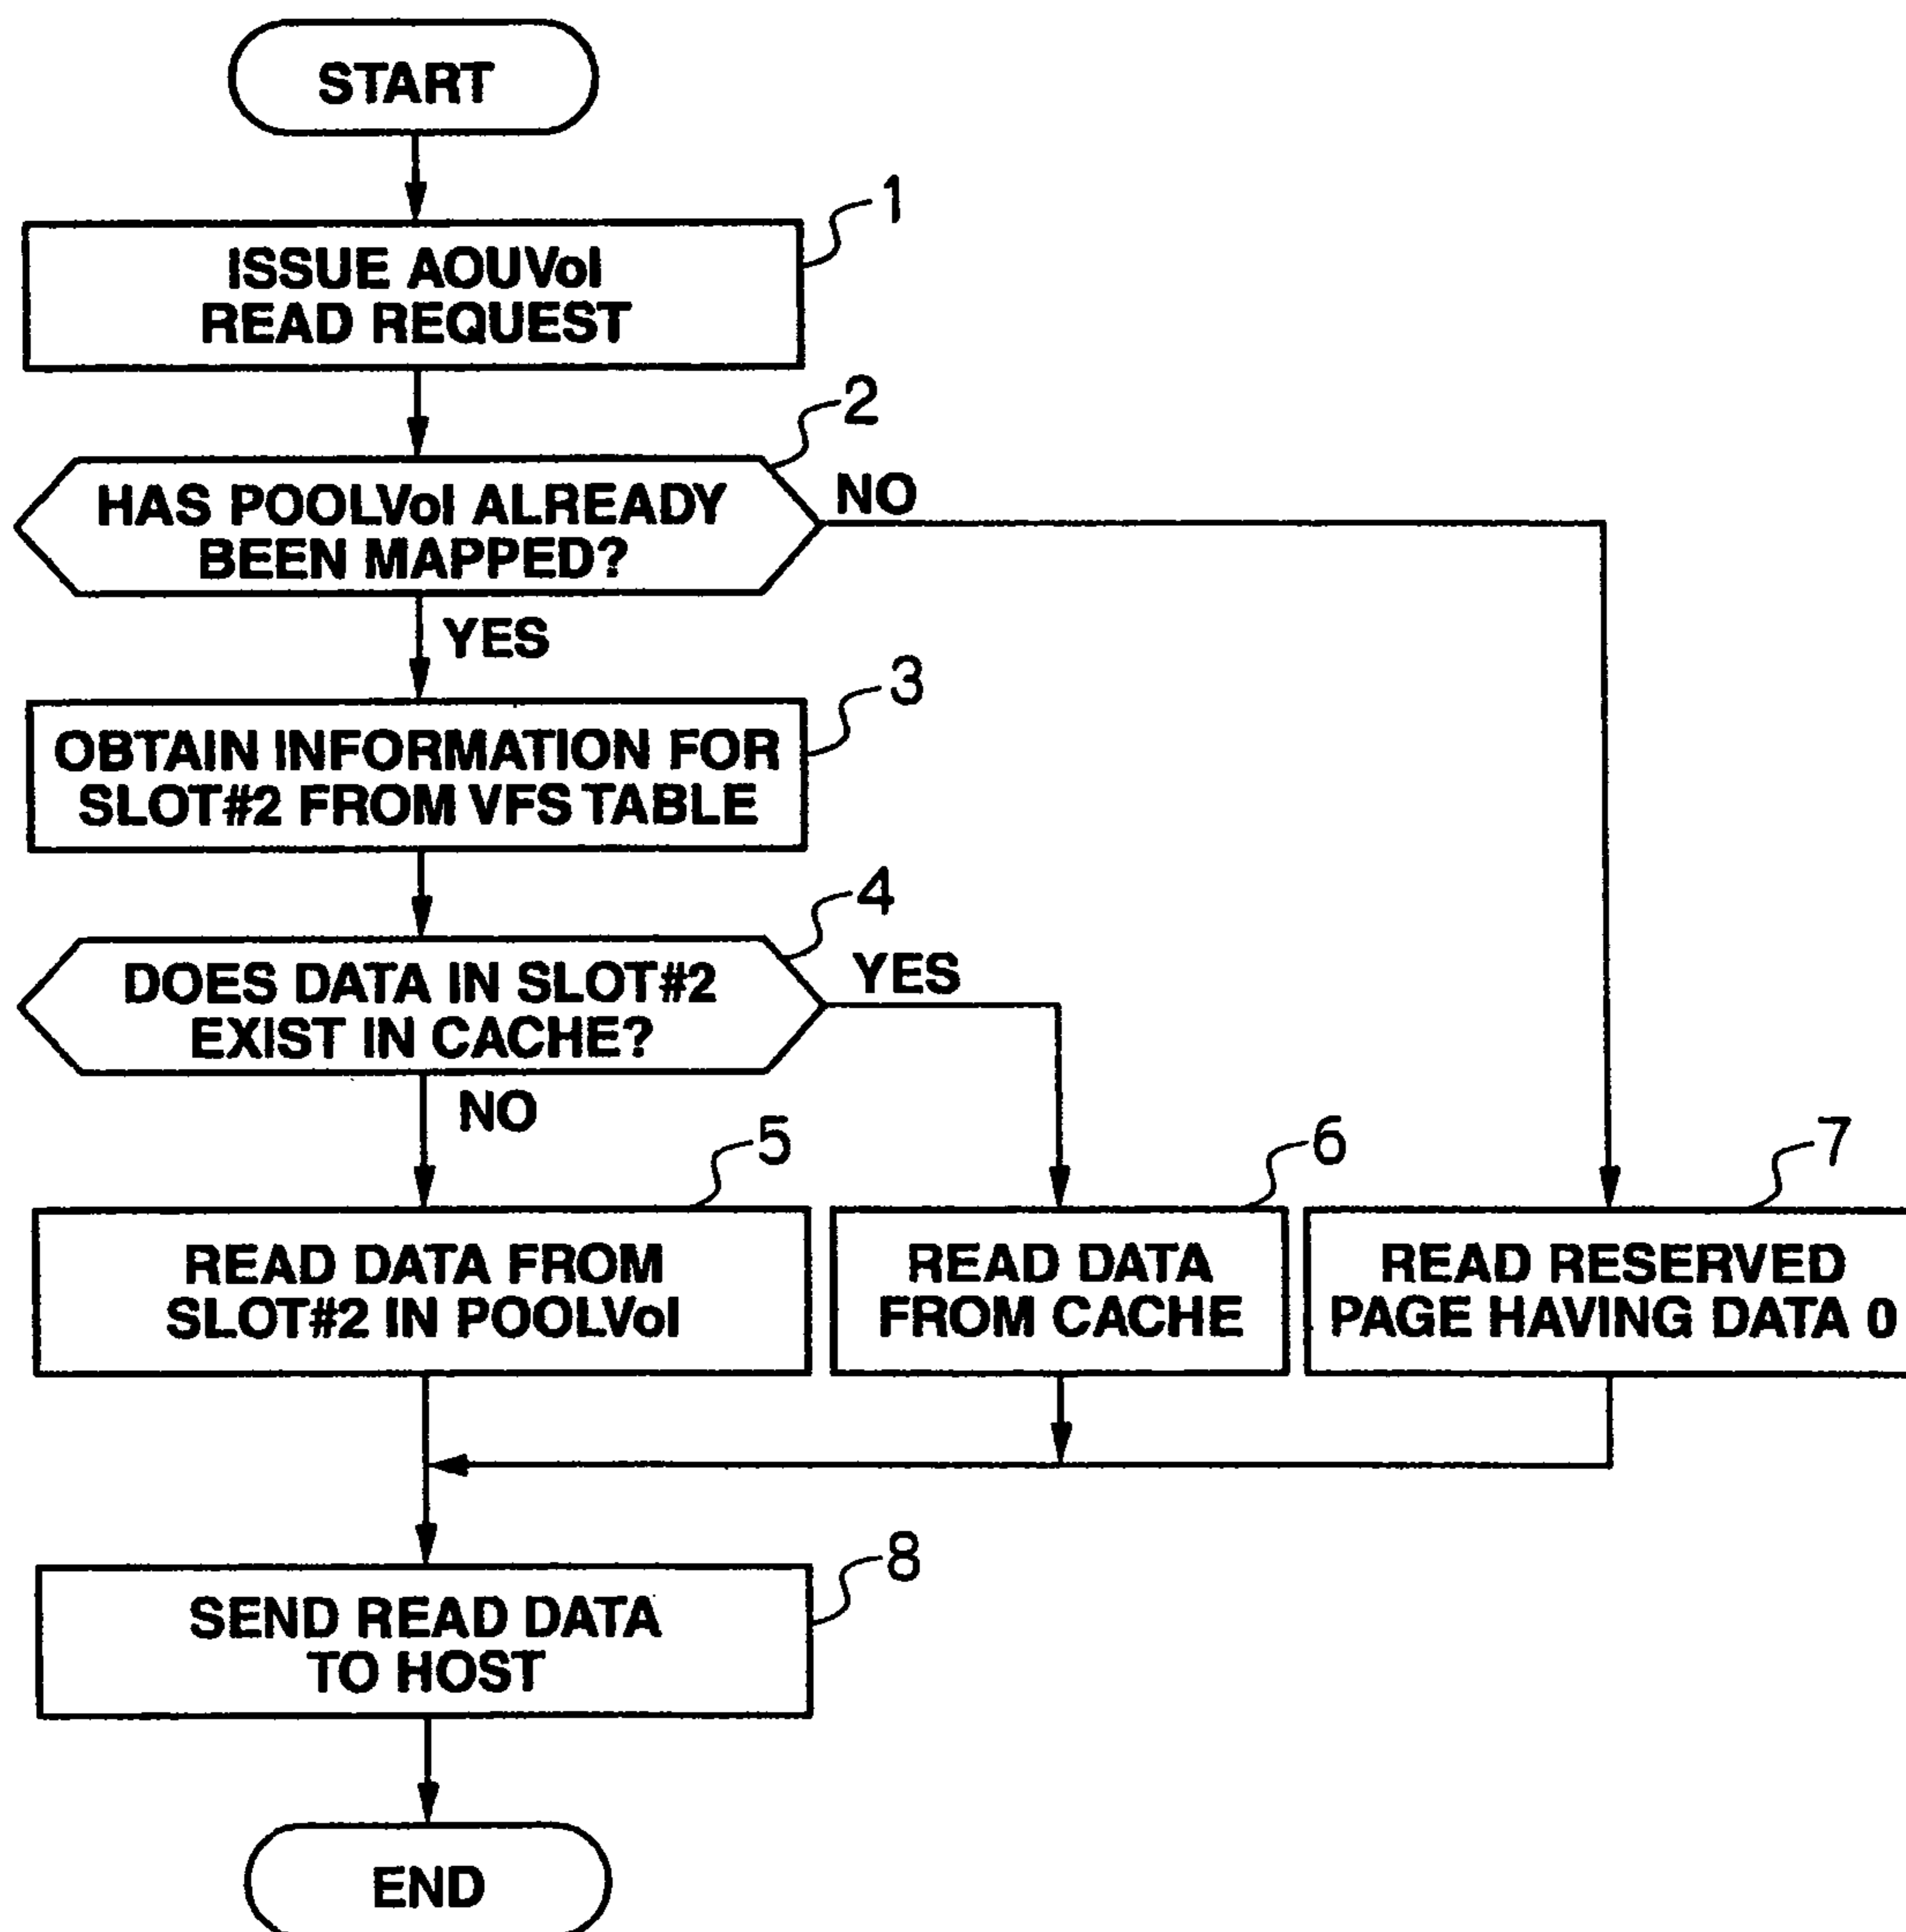 START
1
ISSUE AOUVol
READ REQUEST
2
HAS POOLVol ALREADY
BEEN MAPPED?
NO
YES
3
OBTAIN INFORMATION FOR
SLOT#2 FROM VFS TABLE
4
DOES DATA IN SLOT#2
EXIST IN CACHE?
YES
NO
5
READ DATA FROM
SLOT#2 IN POOLVol
6
READ DATA
FROM CACHE
7
READ RESERVED
PAGE HAVING DATA 0
8
SEND READ DATA
TO HOST
END